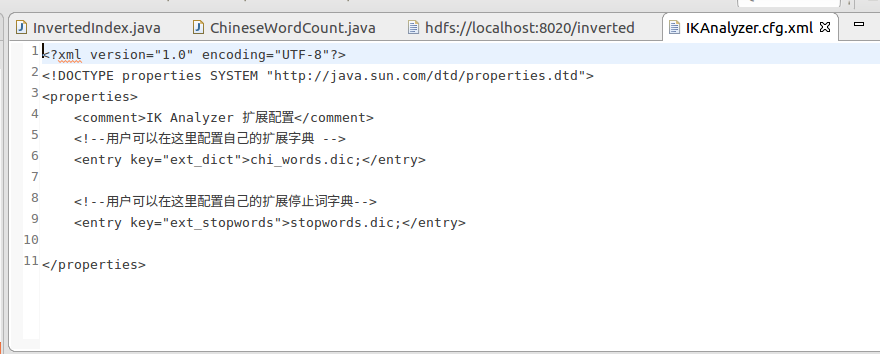 InvertedIndex.java ChineseWordCount.java hdfs://localhost:8020/inverted IKAnalyzer.cfg.xml
1 <?xml version="1.0" encoding="UTF-8"?>
2 <!DOCTYPE properties SYSTEM "http://java.sun.com/dtd/properties.dtd">
3 <properties>
4 <comment>IK Analyzer 扩展配置</comment>
5 <!--用户可以在这里配置自己的扩展字典 -->
6 <entry key="ext_dict">chi_words.dic;</entry>
7
8 <!--用户可以在这里配置自己的扩展停止词字典-->
9 <entry key="ext_stopwords">stopwords.dic;</entry>
10
11 </properties>